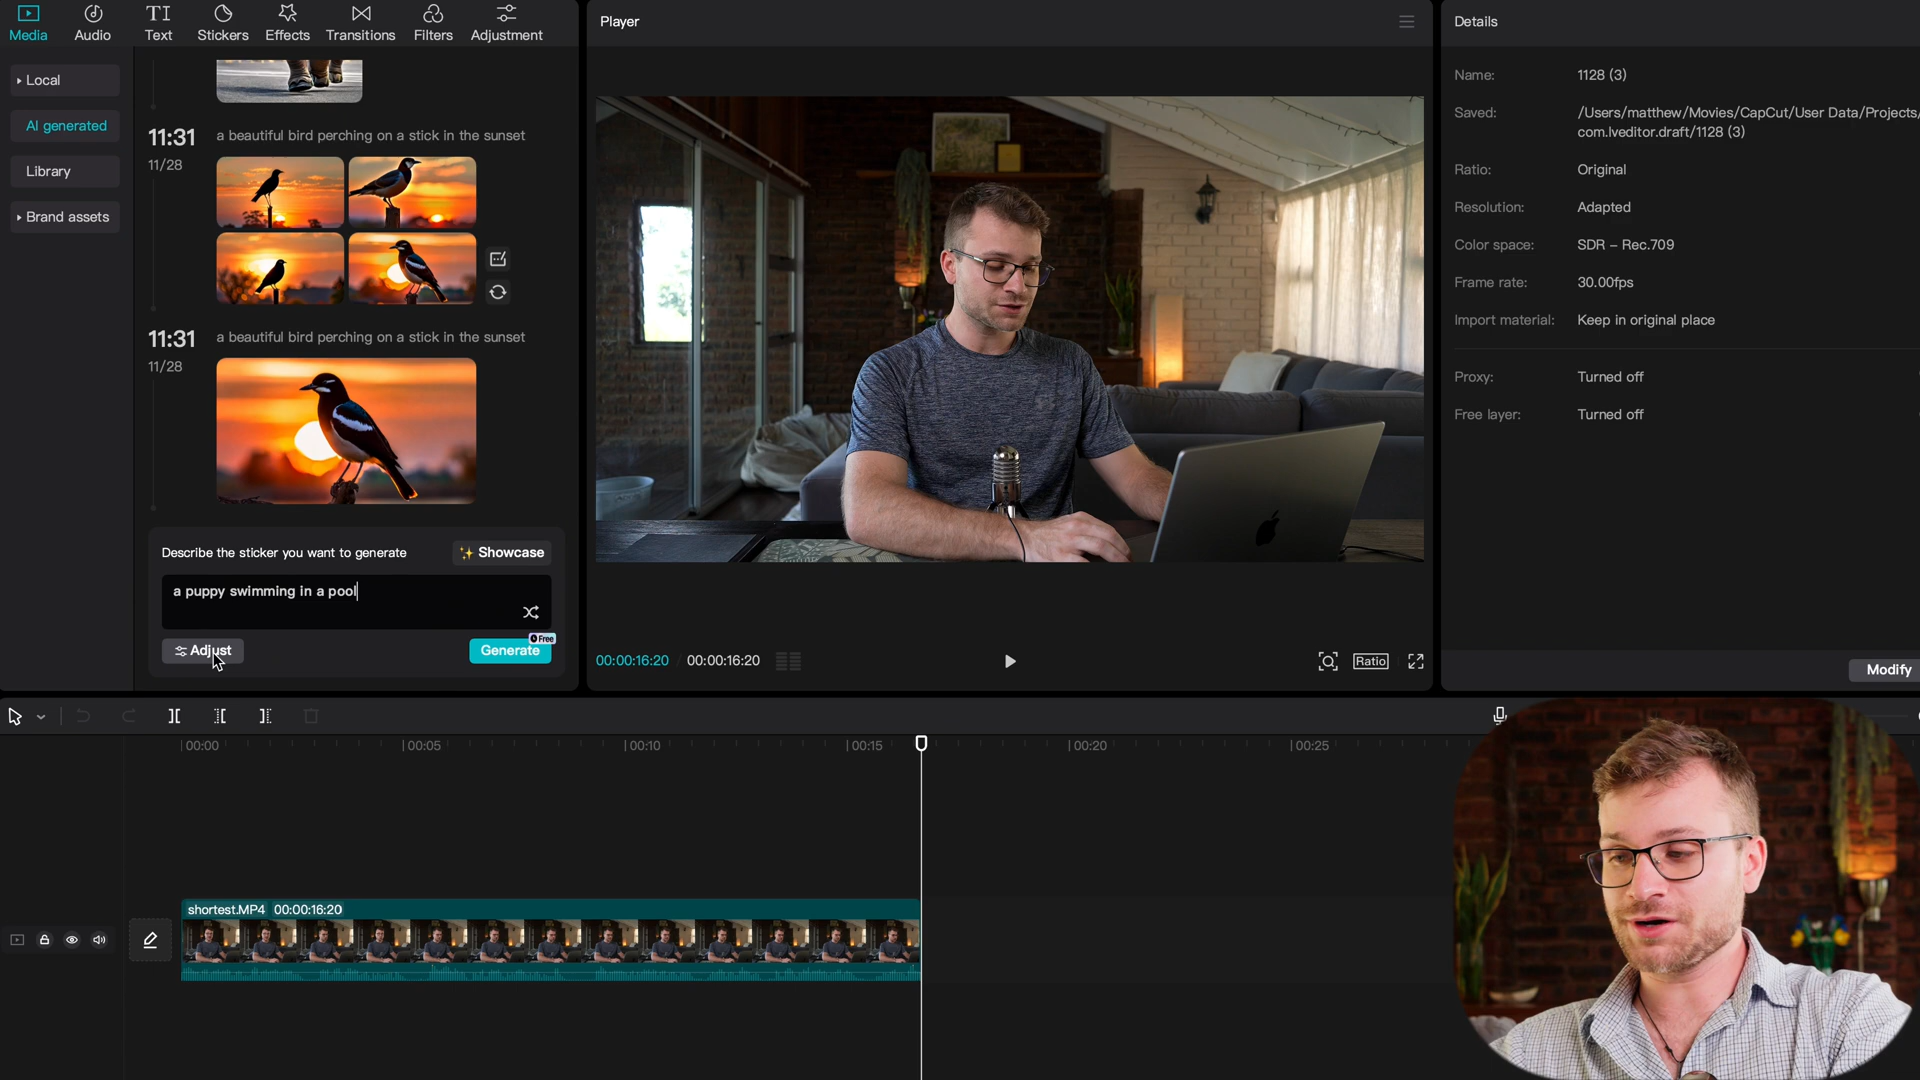 Media
Audio
Text
Stickers
Effects
Transitions
Filters
Adjustment
Local
AI generated
Library
Brand assets
11:31
11/28
a beautiful bird perching on a stick in the sunset
11:31
11/28
a beautiful bird perching on a stick in the sunset
Describe the sticker you want to generate
Showcase
a puppy swimming in a pool
Adjust
Free
Generate
Player
00:00:16:20 / 00:00:16:20
Ratio
Details
Name: 1128 (3)
Saved: /Users/matthew/Movies/CapCut/User Data/Projects/
com.lveditor.draft/1128 (3)
Ratio: Original
Resolution: Adapted
Color space: SDR – Rec.709
Frame rate: 30.00fps
Import material: Keep in original place
Proxy: Turned off
Free layer: Turned off
Modify
00:00
00:05
00:10
00:15
00:20
00:25
shortest.MP4 00:00:16:20